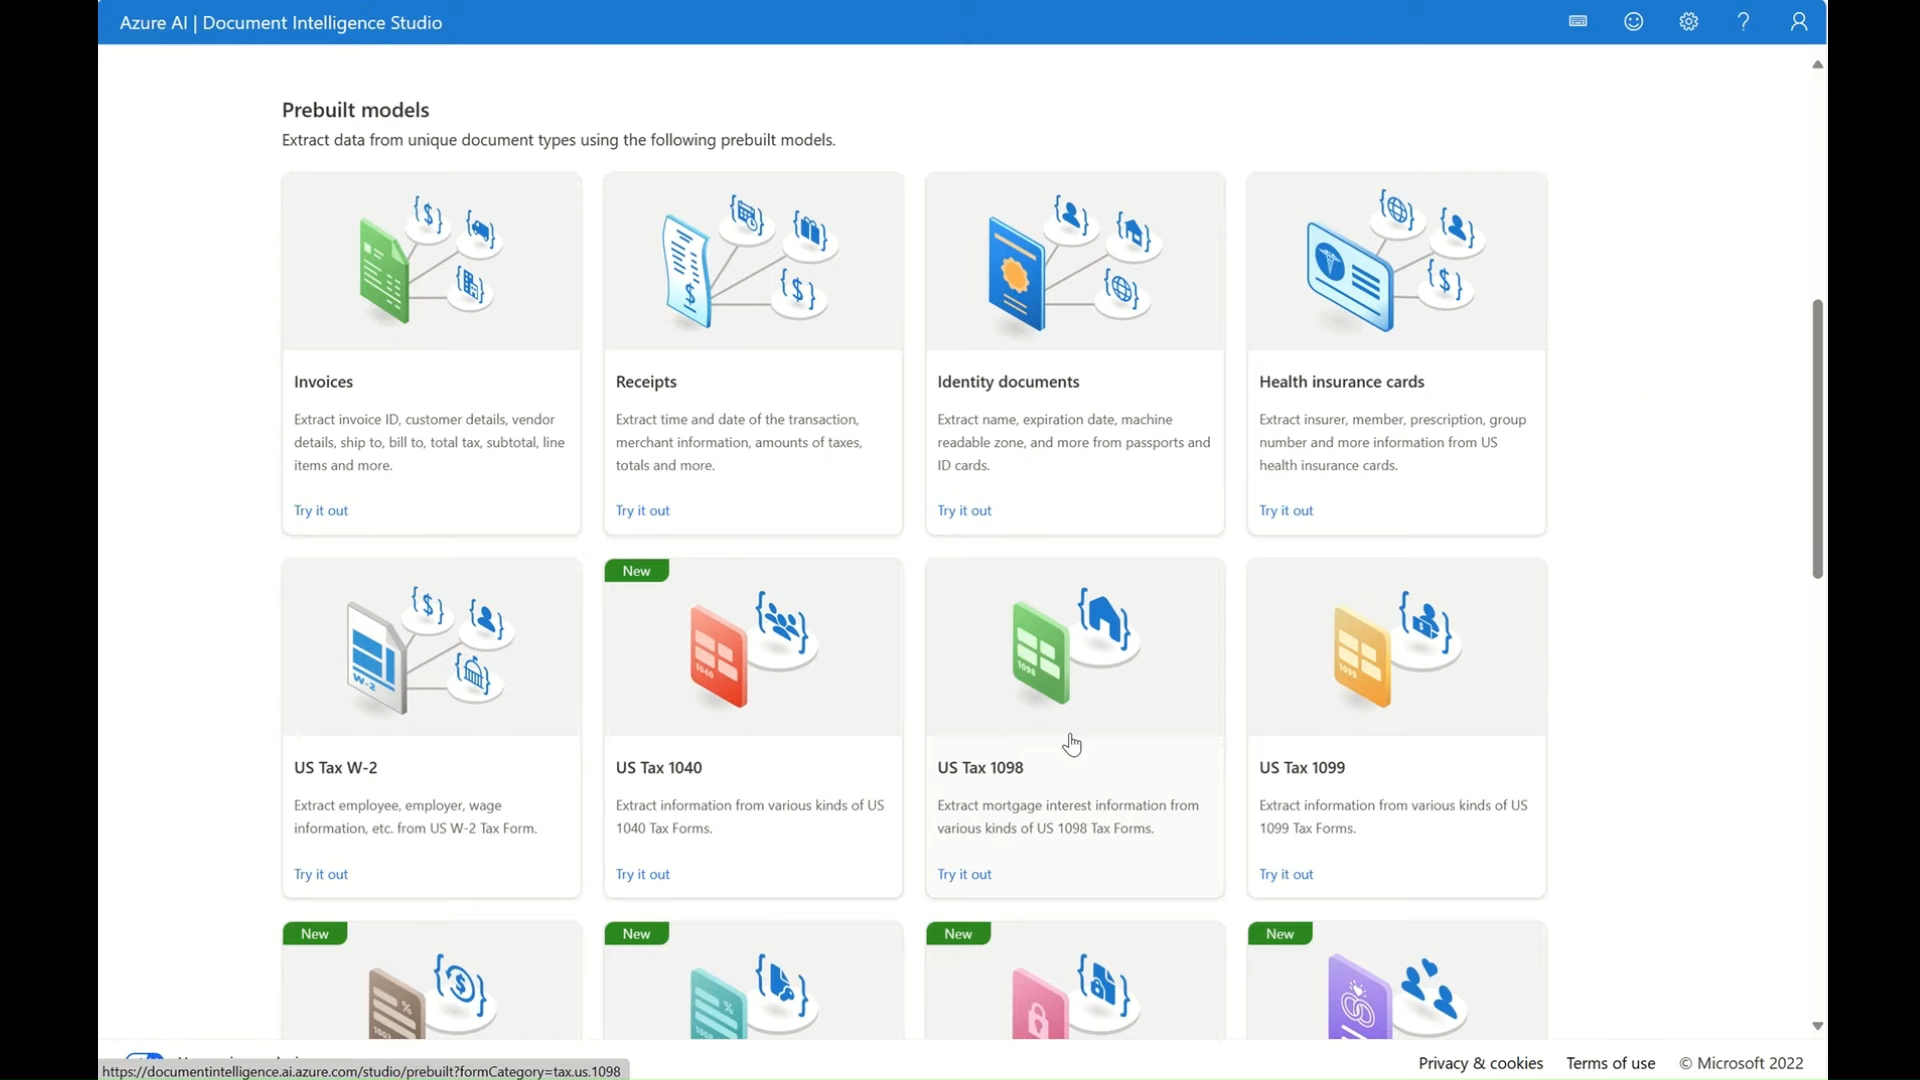 Azure AI | Document Intelligence Studio
Prebuilt models
Extract data from unique document types using the following prebuilt models.
Invoices
Extract invoice ID, customer details, vendor
details, ship to, bill to, total tax, subtotal, line
items and more.
Try it out
Receipts
Extract time and date of the transaction,
merchant information, amounts of taxes,
totals and more.
Try it out
Identity documents
Extract name, expiration date, machine
readable zone, and more from passports and
ID cards.
Try it out
Health insurance cards
Extract insurer, member, prescription, group
number and more information from US
health insurance cards.
Try it out
W-2
US Tax W-2
Extract employee, employer, wage
information, etc. from US W-2 Tax Form.
Try it out
New
1040
US Tax 1040
Extract information from various kinds of US
1040 Tax Forms.
Try it out
1098
US Tax 1098
Extract mortgage interest information from
various kinds of US 1098 Tax Forms.
Try it out
1099
US Tax 1099
Extract information from various kinds of US
1099 Tax Forms.
Try it out
New
New
New
New
https://documentintelligence.ai.azure.com/studio/prebuilt?formCategory=tax.us.1098
Privacy & cookies
Terms of use
© Microsoft 2022